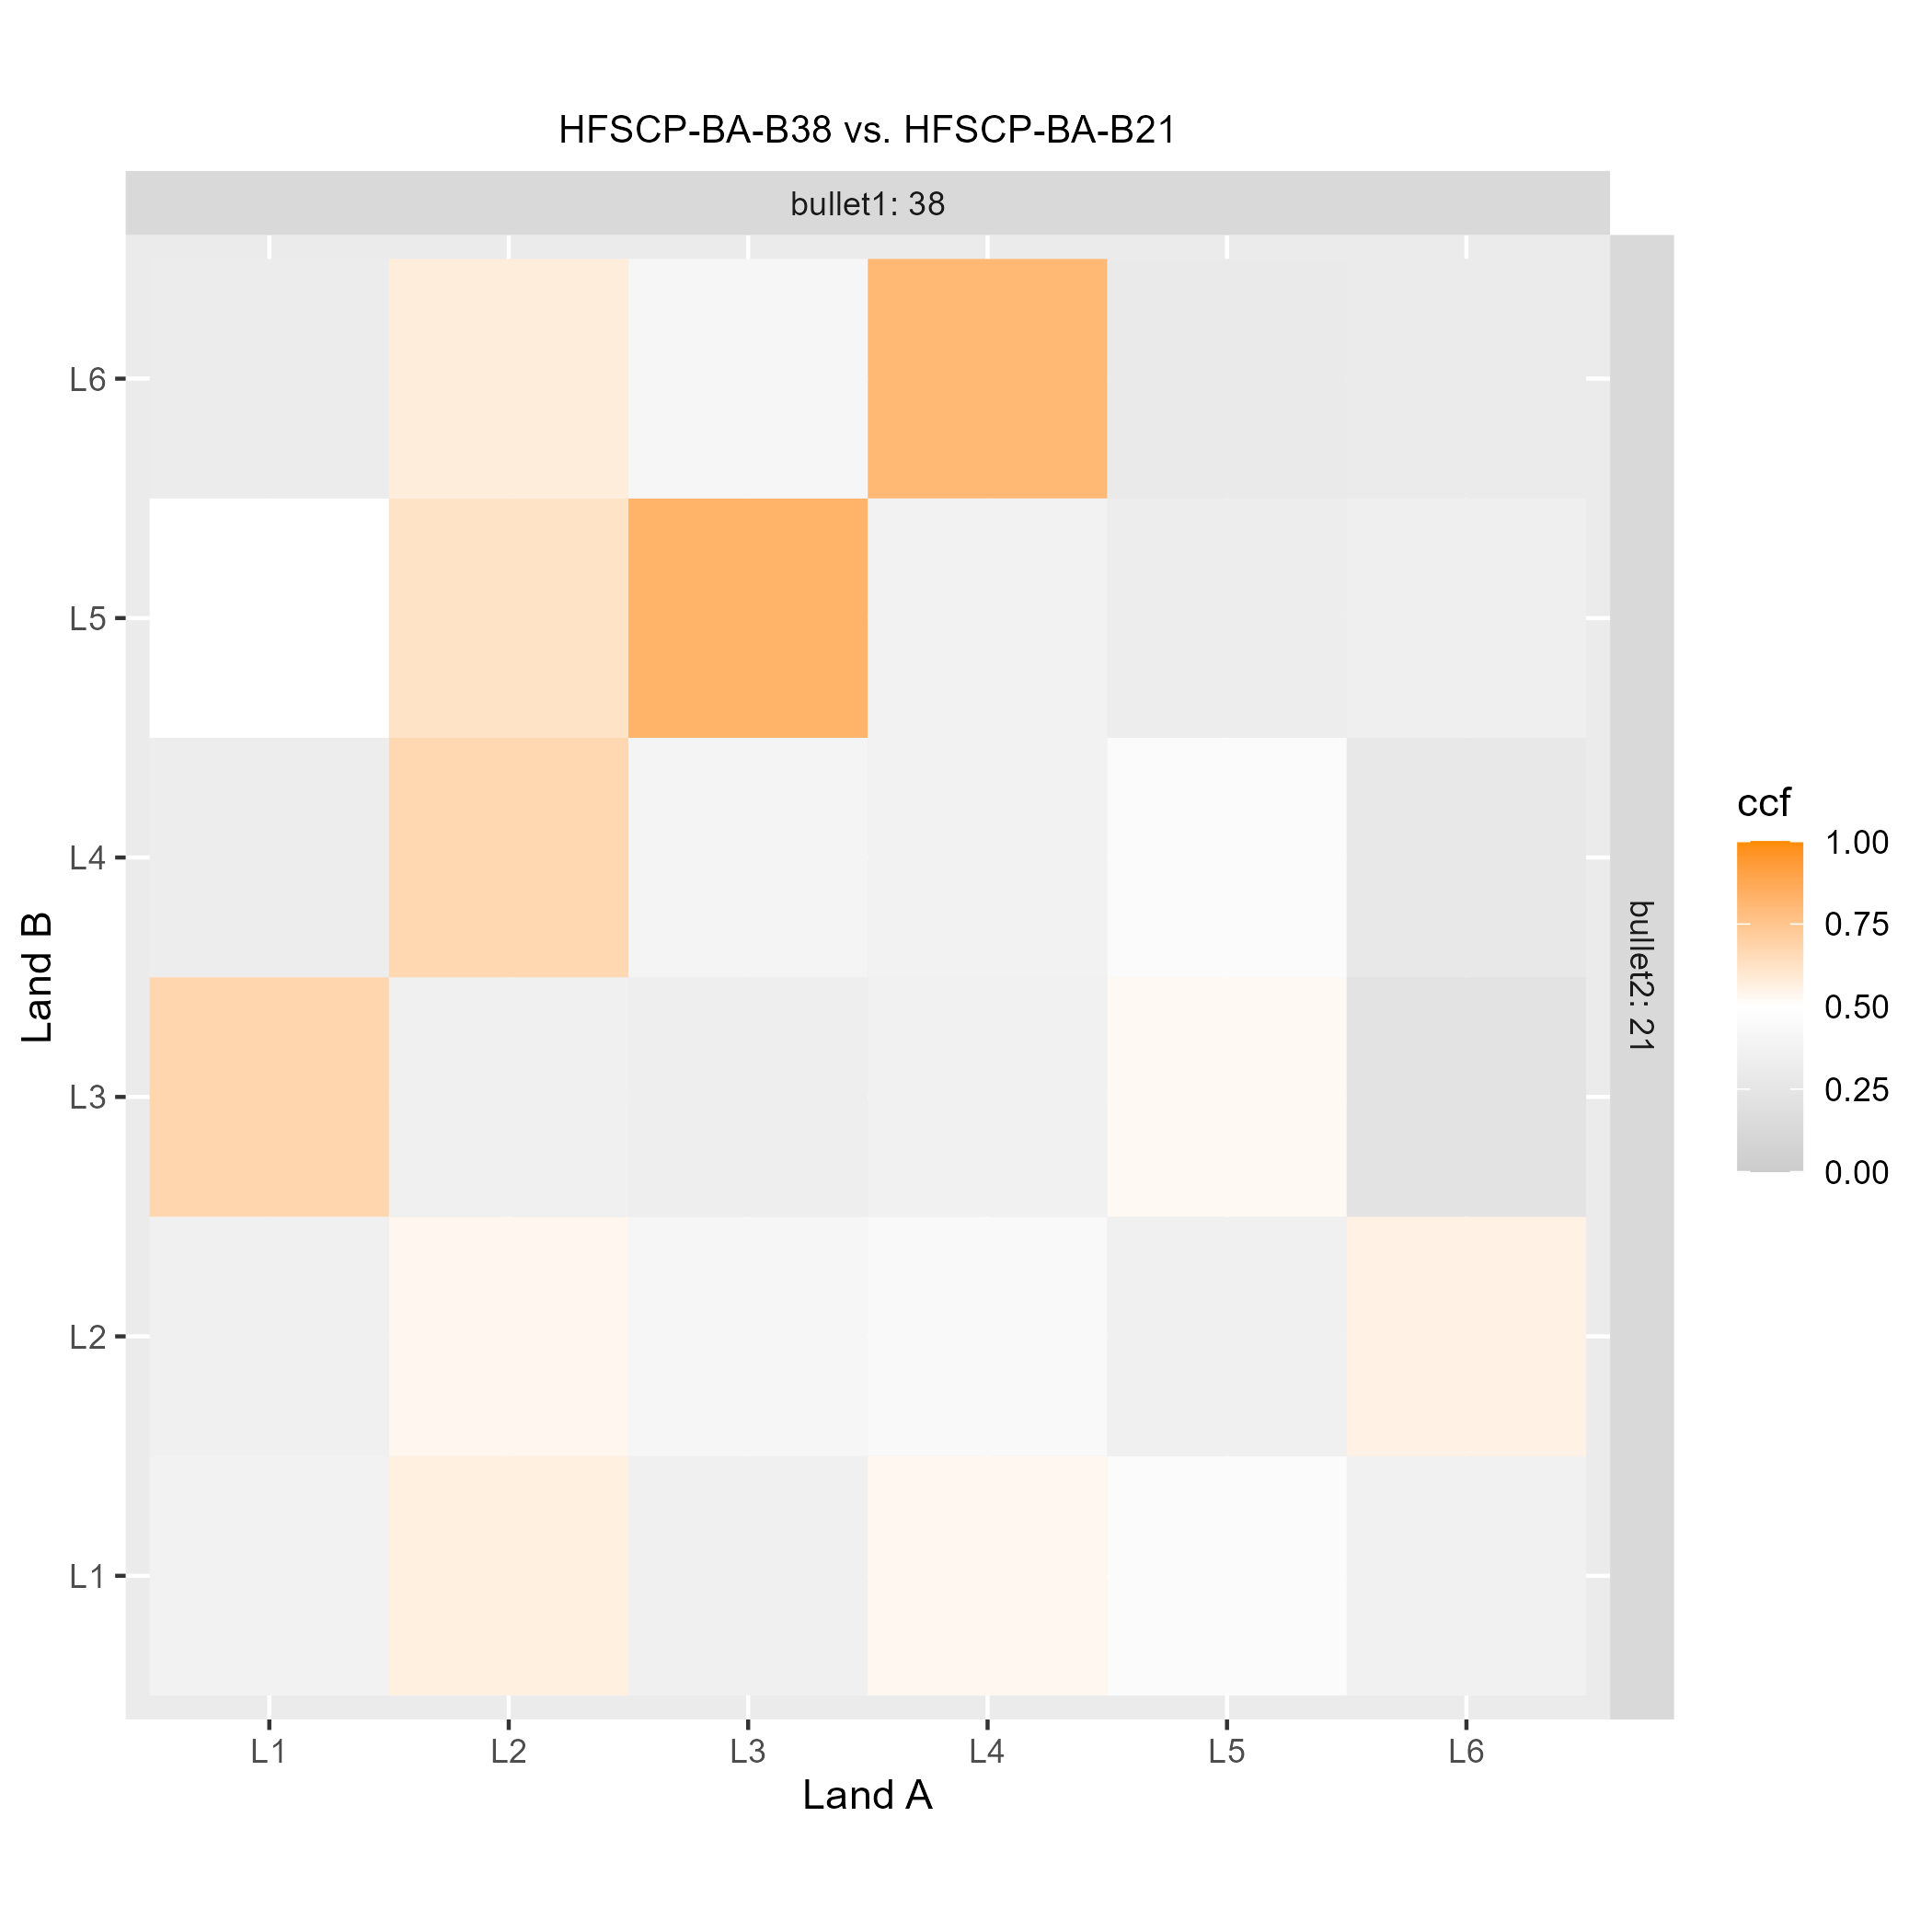 HFSCP-BA-B38 vs. HFSCP-BA-B21
bullet1: 38
bullet2: 21
Land B
L6
L5
L4
L3
L2
L1
L1 L2 L3 L4 L5 L6
Land A
ccf
1.00
0.75
0.50
0.25
0.00